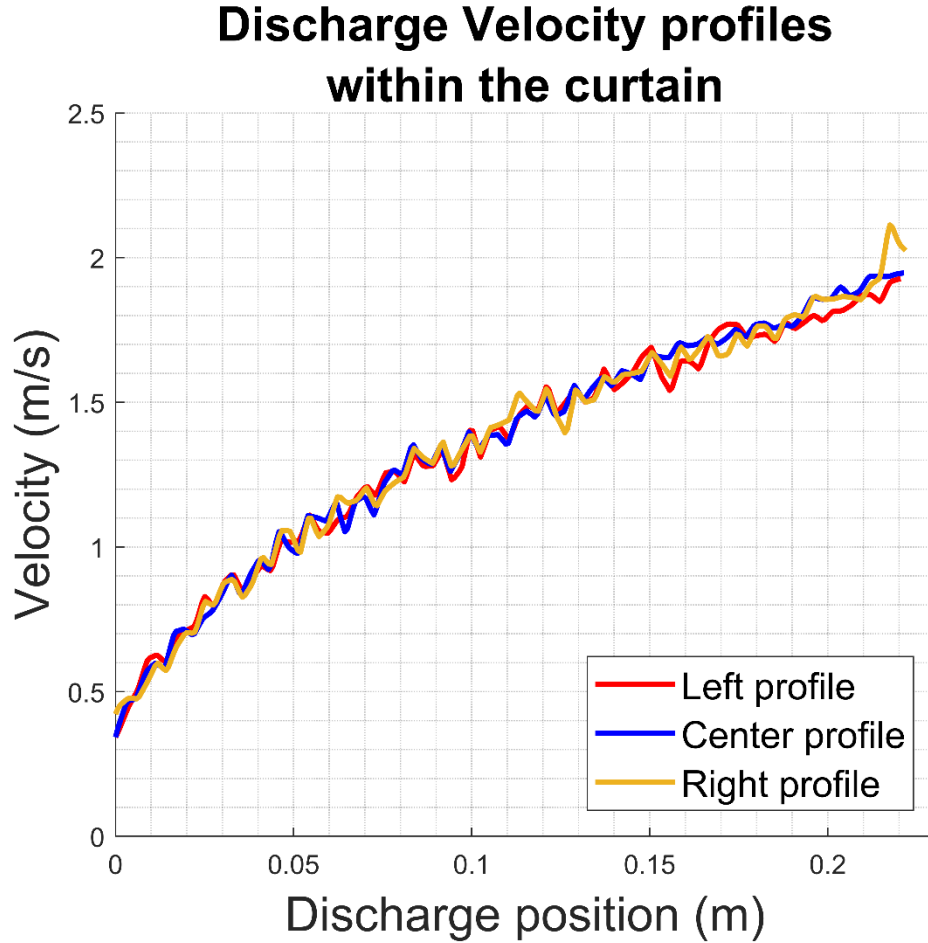 Discharge Velocity profiles
within the curtain
2.5
2
1.5
1
0.5
0
Velocity (m/s)
0
0.05
0.1
0.15
0.2
Discharge position (m)
Left profile
Center profile
Right profile